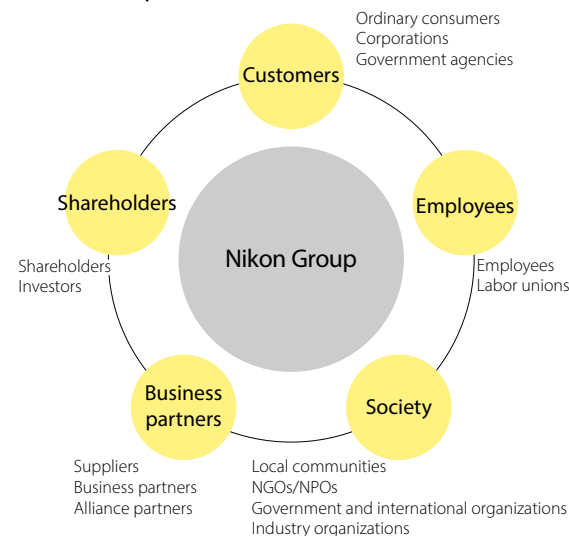 Ordinary consumers
Corporations
Government agencies
Customers
Shareholders
Employees
Nikon Group
Shareholders
Investors
Employees
Labor unions
Business
partners
Society
Suppliers
Business partners
Alliance partners
Local communities
NGOs/NPOs
Government and international organizations
Industry organizations